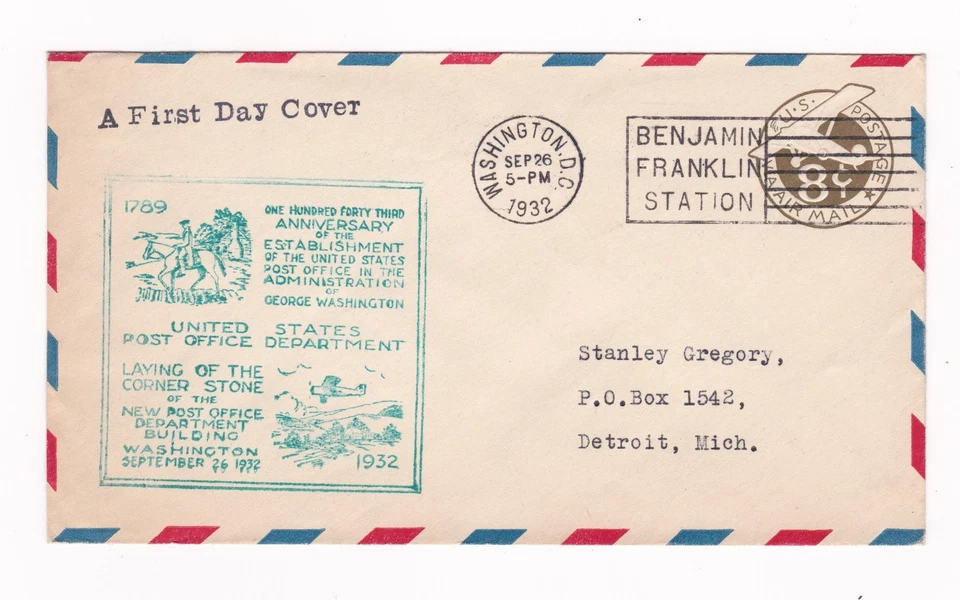 A First Day Cover
WASHINGTON, D.C.
SEP 26
5-PM
1932
BENJAMIN
FRANKLIN
STATION
U.S. POSTAGE
8¢
VIA AIR MAIL
1789
ONE HUNDRED FORTY THIRD
ANNIVERSARY
OF THE
ESTABLISHMENT
OF THE UNITED STATES
POST OFFICE IN THE
ADMINISTRATION
OF
GEORGE WASHINGTON
UNITED STATES
POST OFFICE DEPARTMENT
LAYING OF THE
CORNER STONE
OF THE
NEW POST OFFICE
DEPARTMENT
BUILDING
WASHINGTON
SEPTEMBER 26 1932
1932
Stanley Gregory,
P.O.Box 1542,
Detroit, Mich.